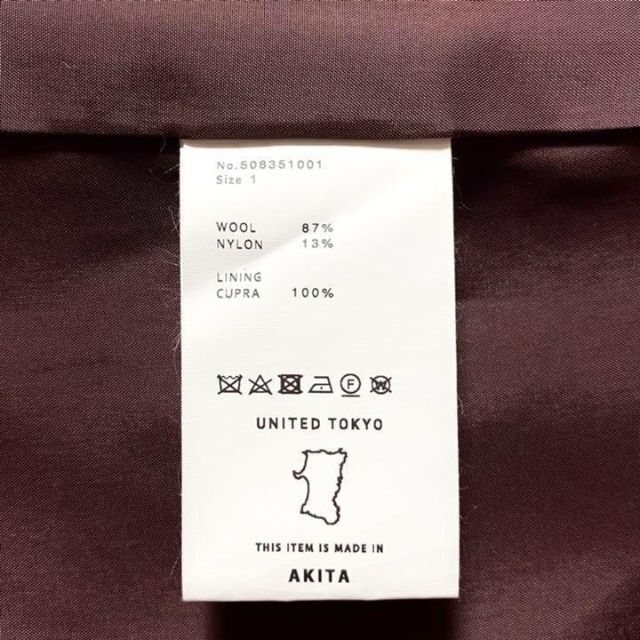 No.508351001
Size 1
WOOL 87%
NYLON 13%
LINING
CUPRA 100%
F W
UNITED TOKYO
THIS ITEM IS MADE IN
AKITA